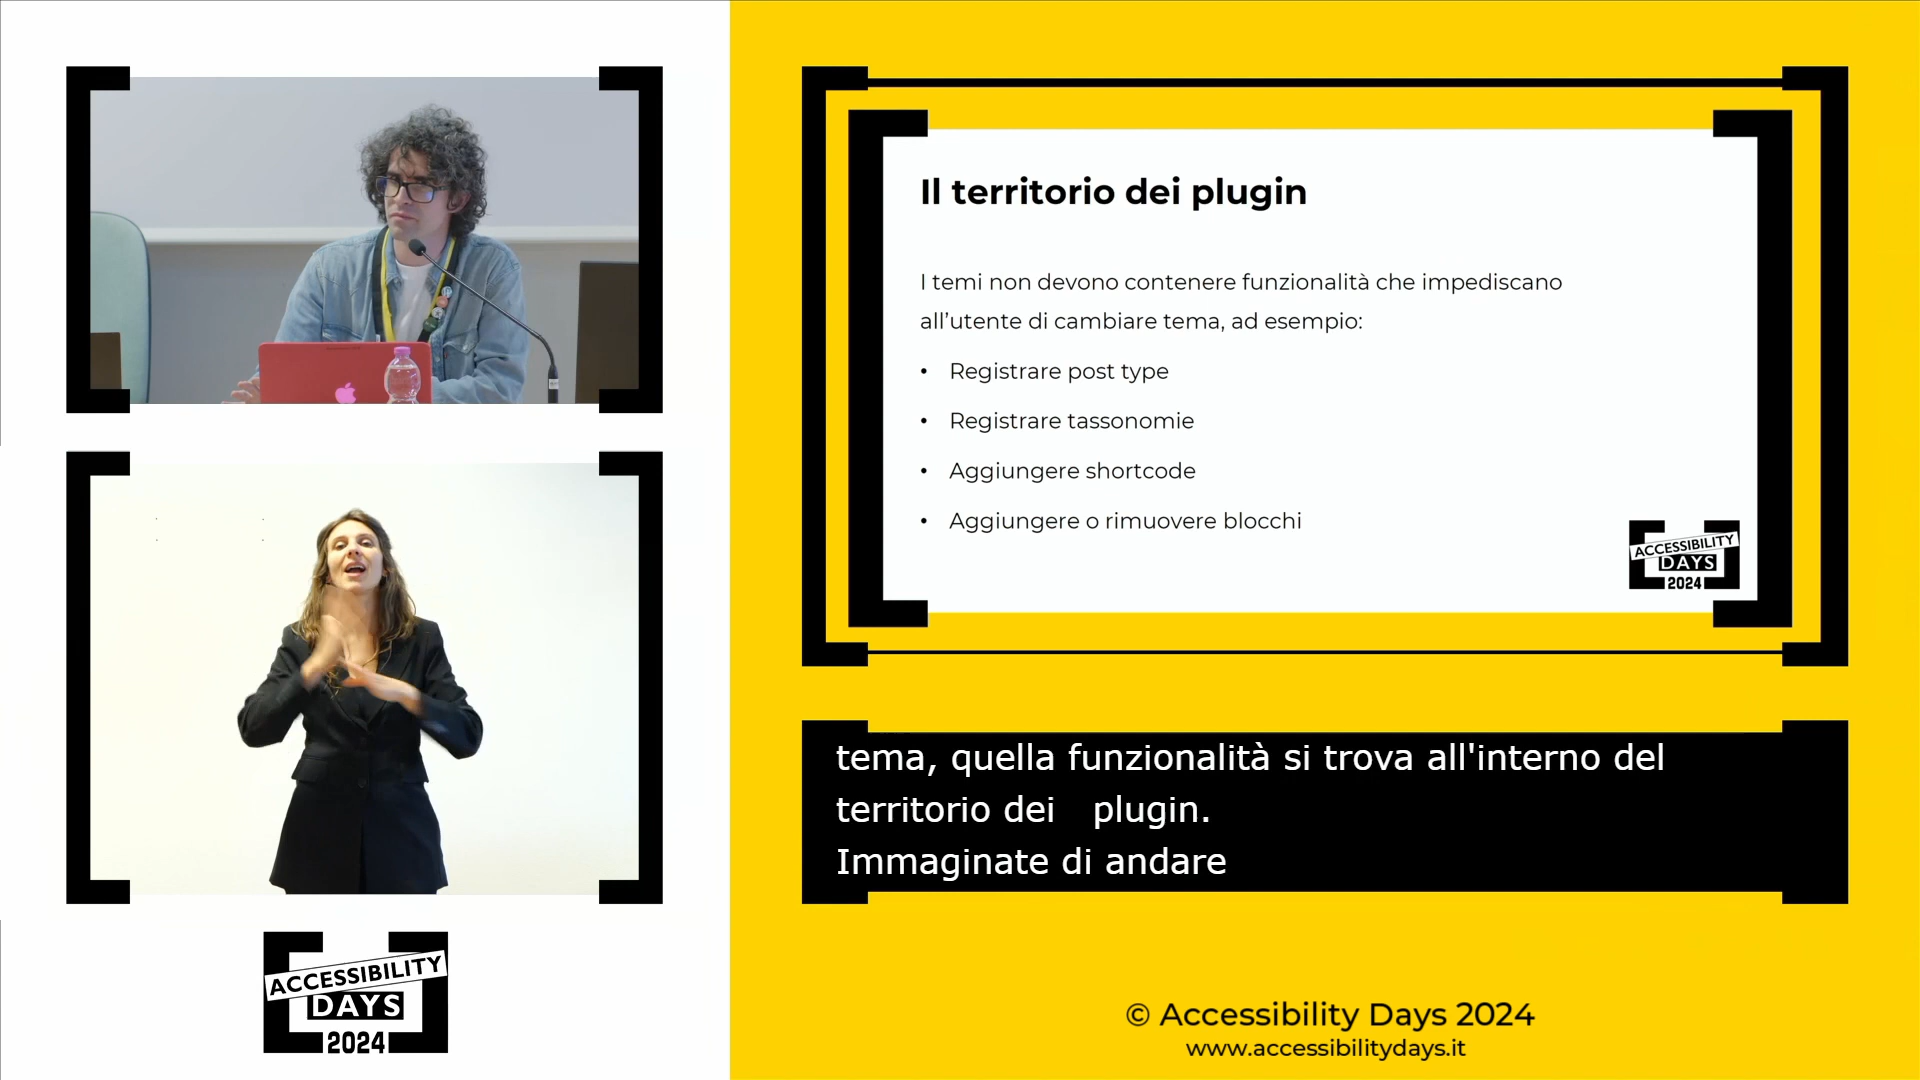 Il territorio dei plugin
I temi non devono contenere funzionalità che impediscano
all’utente di cambiare tema, ad esempio:
• Registrare post type
• Registrare tassonomie
• Aggiungere shortcode
• Aggiungere o rimuovere blocchi
ACCESSIBILITY
DAYS
2024
tema, quella funzionalità si trova all'interno del
territorio dei plugin.
Immaginate di andare
ACCESSIBILITY
DAYS
2024
© Accessibility Days 2024
www.accessibilitydays.it